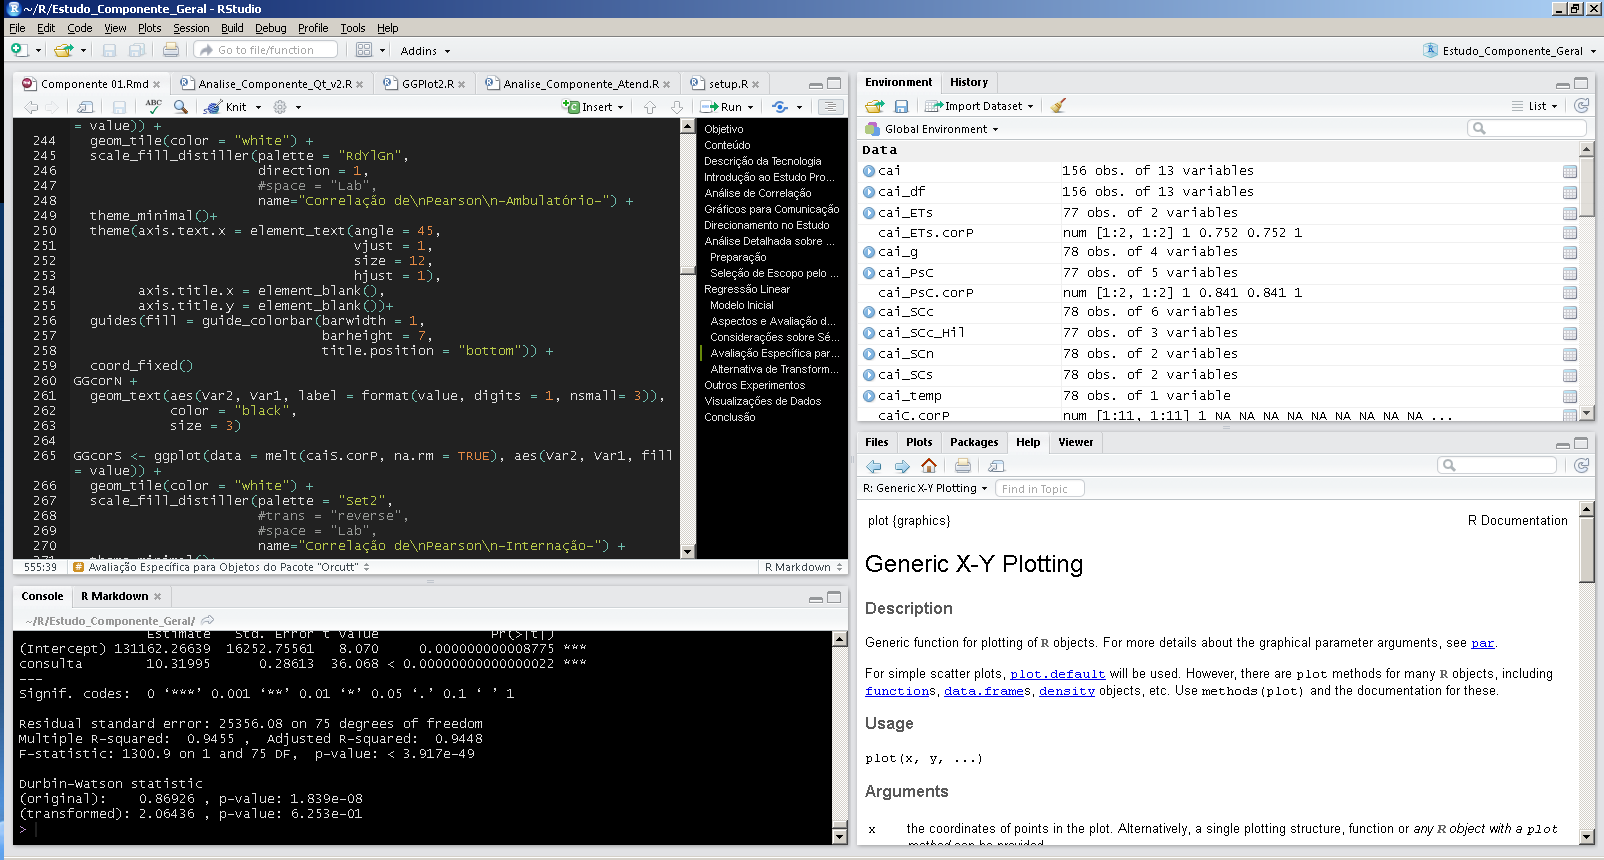 ~/R/Estudo_Componente_Geral - RStudio
File Edit Code View Plots Session Build Debug Profile Tools Help
Go to file/function Addins Estudo_Componente_Geral
Componente 01.Rmd Analise_Componente_Qt_v2.R GGPlot2.R Analise_Componente_Atend.R setup.R
ABC Knit Insert Run
= value)) +
244 geom_tile(color = "white") +
245 scale_fill_distiller(palette = "RdYlGn",
246 direction = 1,
247 #space = "Lab",
248 name="Correlação de\nPearson\n-Ambulatório-") +
249 theme_minimal()+
250 theme(axis.text.x = element_text(angle = 45,
251 vjust = 1,
252 size = 12,
253 hjust = 1),
254 axis.title.x = element_blank(),
255 axis.title.y = element_blank())+
256 guides(fill = guide_colorbar(barwidth = 1,
257 barheight = 7,
258 title.position = "bottom")) +
259 coord_fixed()
260 GGcorN +
261 geom_text(aes(Var2, Var1, label = format(value, digits = 1, nsmall= 3)),
262 color = "black",
263 size = 3)
264
265 GGcorS <- ggplot(data = melt(caiS.corP, na.rm = TRUE), aes(Var2, Var1, fill
= value)) +
266 geom_tile(color = "white") +
267 scale_fill_distiller(palette = "Set2",
268 #trans = "reverse",
269 #space = "Lab",
270 name="Correlação de\nPearson\n-Internação-") +
271 theme_minimal()+
Objetivo
Conteúdo
Descrição da Tecnologia
Introdução ao Estudo Pro...
Análise de Correlação
Gráficos para Comunicação
Direcionamento no Estudo
Análise Detalhada sobre ...
Preparação
Seleção de Escopo pelo ...
Regressão Linear
Modelo Inicial
Aspectos e Avaliação d...
Considerações sobre Sé...
Avaliação Específica par...
Alternativa de Transform...
Outros Experimentos
Visualizações de Dados
Conclusão
555:39 # Avaliação Específica para Objetos do Pacote "Orcutt" R Markdown
Console R Markdown
~/R/Estudo_Componente_Geral/
Estimate Std. Error t value Pr(>|t|)
(Intercept) 131162.26639 16252.75561 8.070 0.000000000008775 ***
consulta 10.31995 0.28613 36.068 < 0.00000000000000022 ***
---
Signif. codes: 0 ‘***’ 0.001 ‘**’ 0.01 ‘*’ 0.05 ‘.’ 0.1 ‘ ’ 1
Residual standard error: 25356.08 on 75 degrees of freedom
Multiple R-squared: 0.9455 , Adjusted R-squared: 0.9448
F-statistic: 1300.9 on 1 and 75 DF, p-value: < 3.917e-49
Durbin-Watson statistic
(original): 0.86926 , p-value: 1.839e-08
(transformed): 2.06436 , p-value: 6.253e-01
>
Environment History
Import Dataset List
Global Environment
Data
cai 156 obs. of 13 variables
cai_df 156 obs. of 13 variables
cai_ETs 77 obs. of 2 variables
cai_ETs.corP num [1:2, 1:2] 1 0.752 0.752 1
cai_g 78 obs. of 4 variables
cai_PsC 77 obs. of 5 variables
cai_PsC.corP num [1:2, 1:2] 1 0.841 0.841 1
cai_SCc 78 obs. of 6 variables
cai_SCc_Hil 77 obs. of 3 variables
cai_SCn 78 obs. of 2 variables
cai_SCs 78 obs. of 2 variables
cai_temp 78 obs. of 1 variable
caiC.corP num [1:11, 1:11] 1 NA NA NA NA NA NA NA NA NA ...
Files Plots Packages Help Viewer
R: Generic X-Y Plotting Find in Topic
plot {graphics} R Documentation
Generic X-Y Plotting
Description
Generic function for plotting of R objects. For more details about the graphical parameter arguments, see par.
For simple scatter plots, plot.default will be used. However, there are plot methods for many R objects, including
functions, data.frames, density objects, etc. Use methods(plot) and the documentation for these.
Usage
plot(x, y, ...)
Arguments
x the coordinates of points in the plot. Alternatively, a single plotting structure, function or any R object with a plot
method can be provided.